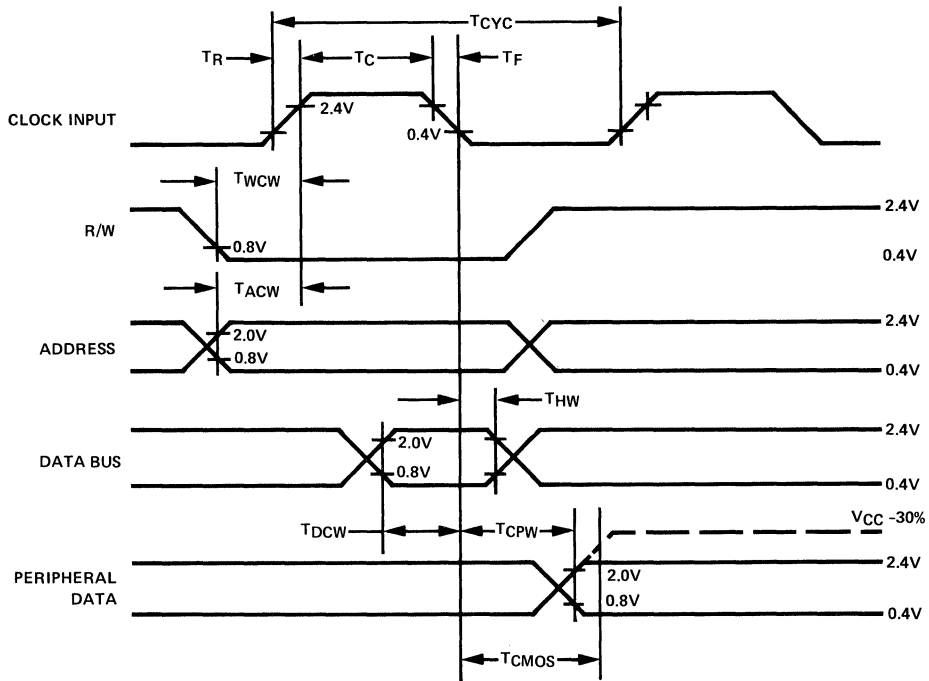 TCYC
TR TC TF
CLOCK INPUT 2.4V
0.4V
TWCW
R/W 2.4V
0.8V 0.4V
TACW
ADDRESS 2.0V 2.4V
0.8V 0.4V
THW
DATA BUS 2.0V 2.4V
0.8V 0.4V
TDCW TCPW VCC -30%
PERIPHERAL DATA 2.0V 2.4V
0.8V 0.4V
TCMOS